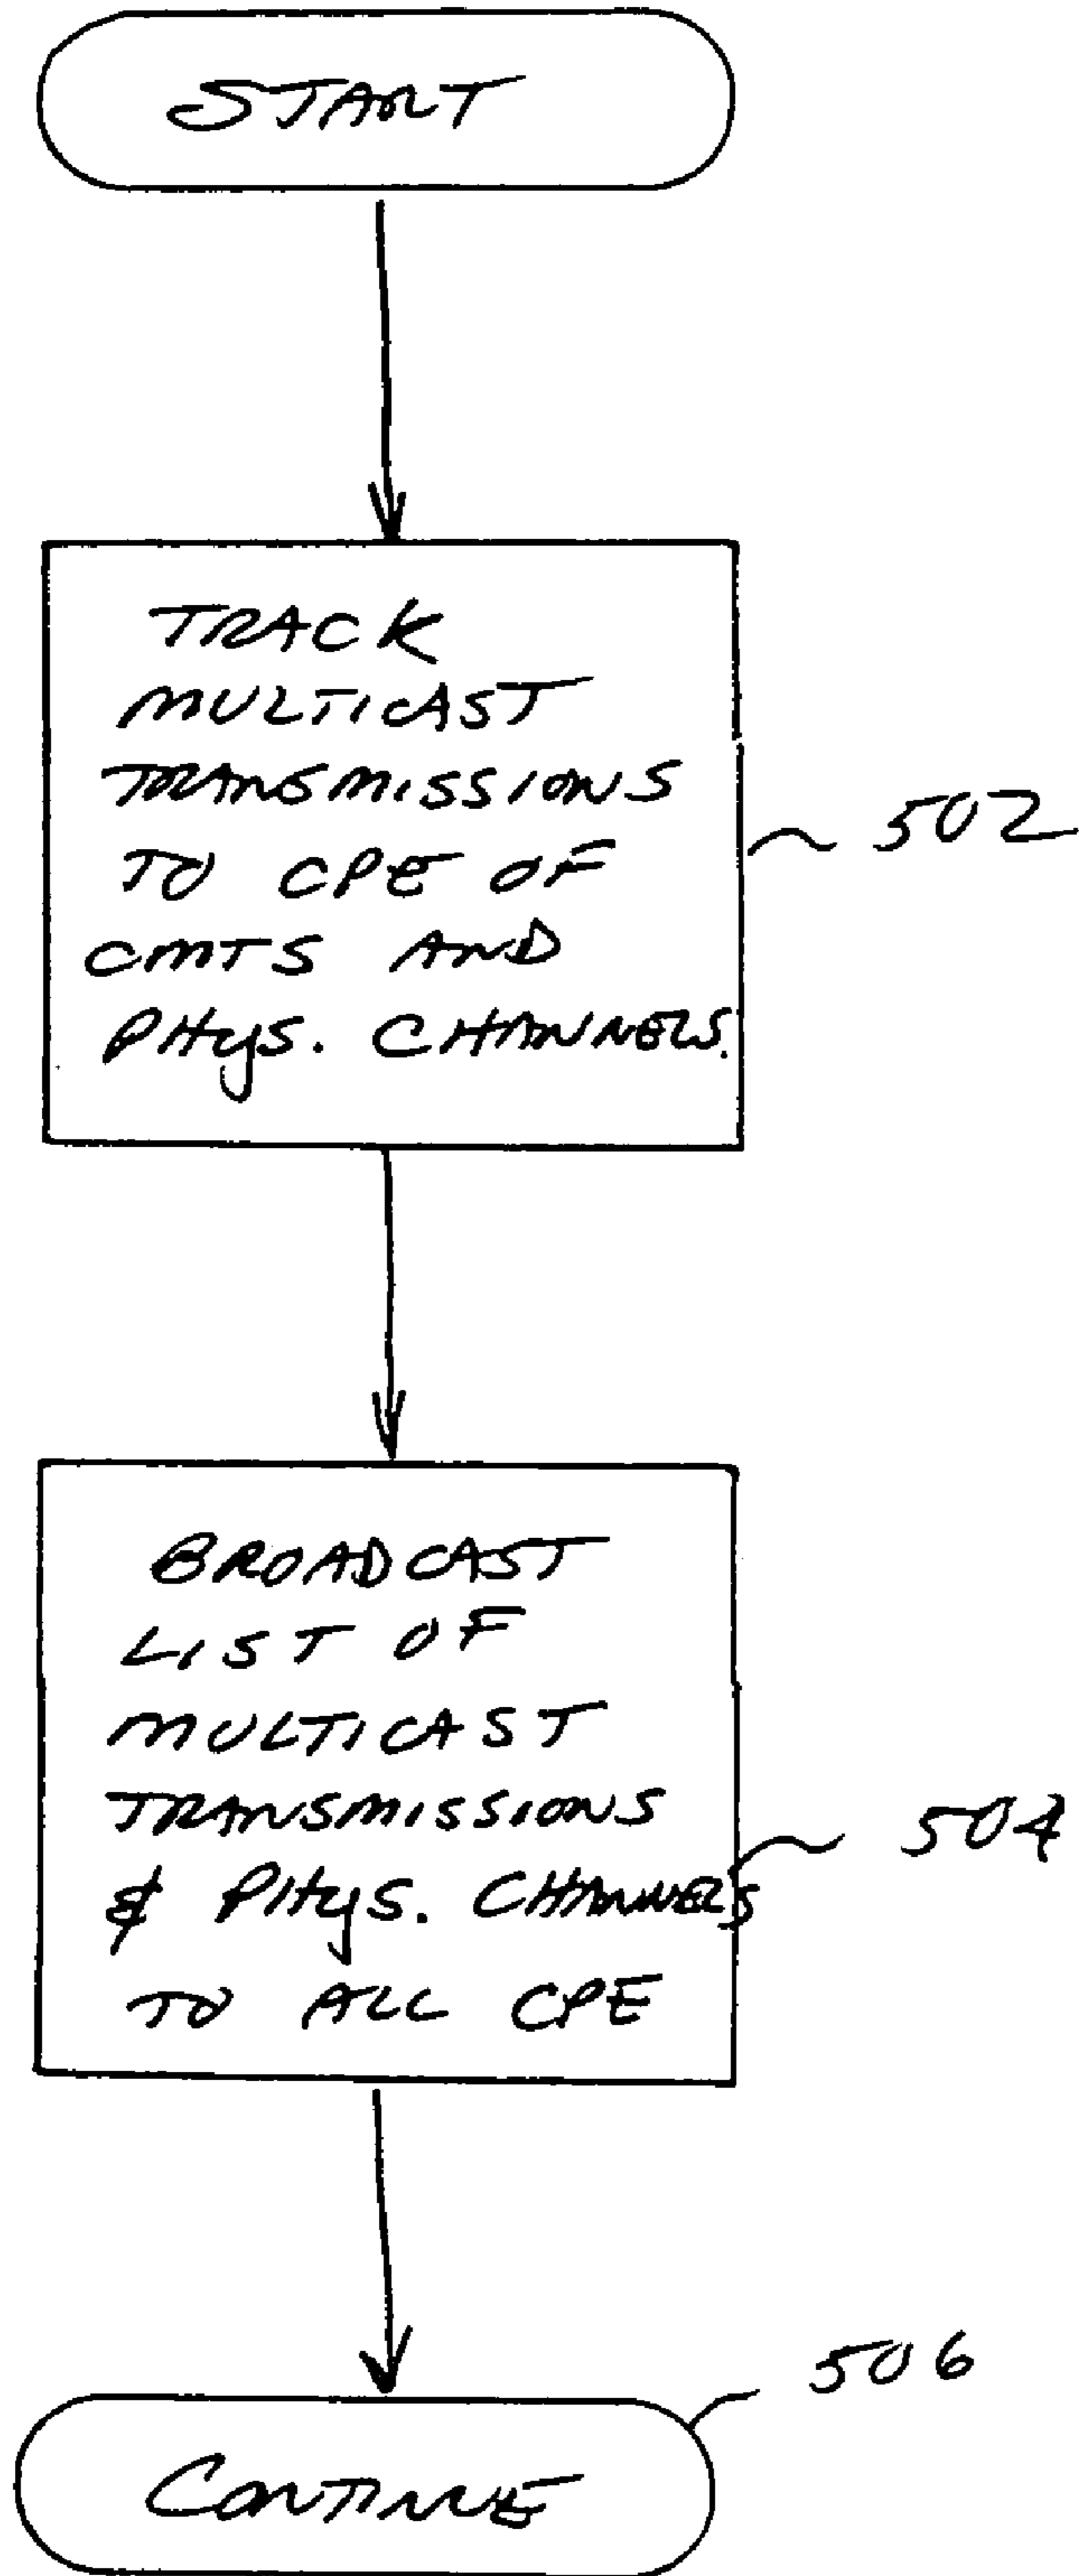 START
TRACK
MULTICAST
TRANSMISSIONS
TO CPE OF
CMTS AND
PHYS. CHANNELS.
502
BROADCAST
LIST OF
MULTICAST
TRANSMISSIONS
& PHYS. CHANNELS
TO ALL CPE
504
506
CONTINUE